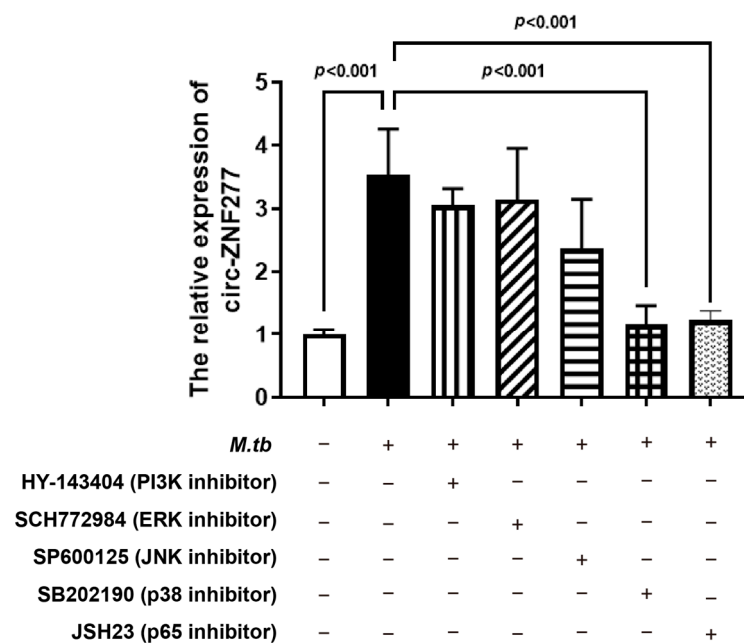 p<0.001
p<0.001 p<0.001
The relative expression of
circ-ZNF277
5
4
3
2
1
0
M.tb − + + + + + +
HY-143404 (PI3K inhibitor) − − + − − − −
SCH772984 (ERK inhibitor) − − − + − − −
SP600125 (JNK inhibitor) − − − − + − −
SB202190 (p38 inhibitor) − − − − − + −
JSH23 (p65 inhibitor) − − − − − − +